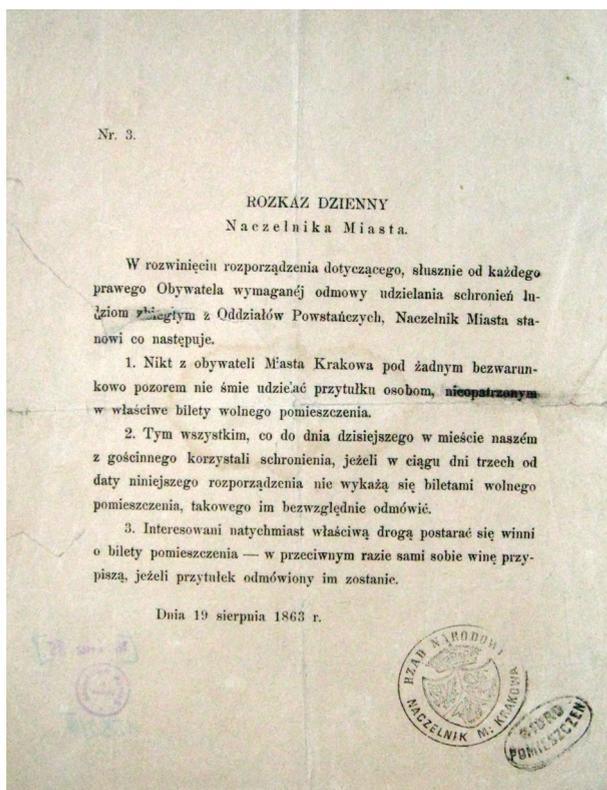 Nr. 3.
ROZKAZ DZIENNY
Naczelnika Miasta.
W rozwinięciu rozporządzenia dotyczącego, słusznie od każdego
prawego Obywatela wymaganéj odmowy udzielania schronień lu-
dziom zbiegłym z Oddziałów Powstańczych, Naczelnik Miasta sta-
nowi co następuje.
1. Nikt z obywateli Miasta Krakowa pod żadnym bezwarun-
kowo pozorem nie śmie udzielać przytułku osobom, nieopatrzonym
w właściwe bilety wolnego pomieszczenia.
2. Tym wszystkim, co do dnia dzisiejszego w mieście naszém
z gościnnego korzystali schronienia, jeżeli w ciągu dni trzech od
daty niniejszego rozporządzenia nie wykażą się biletami wolnego
pomieszczenia, takowego im bezwzględnie odmówić.
3. Interesowani natychmiast właściwą drogą postarać się winni
o bilety pomieszczenia — w przeciwnym razie sami sobie winę przy-
piszą, jeżeli przytułek odmówiony im zostanie.
Dnia 19 sierpnia 1863 r.
RZĄD NARODOWY
NACZELNIK M: KRAKOWA
BIURO
POMIESZCZEN